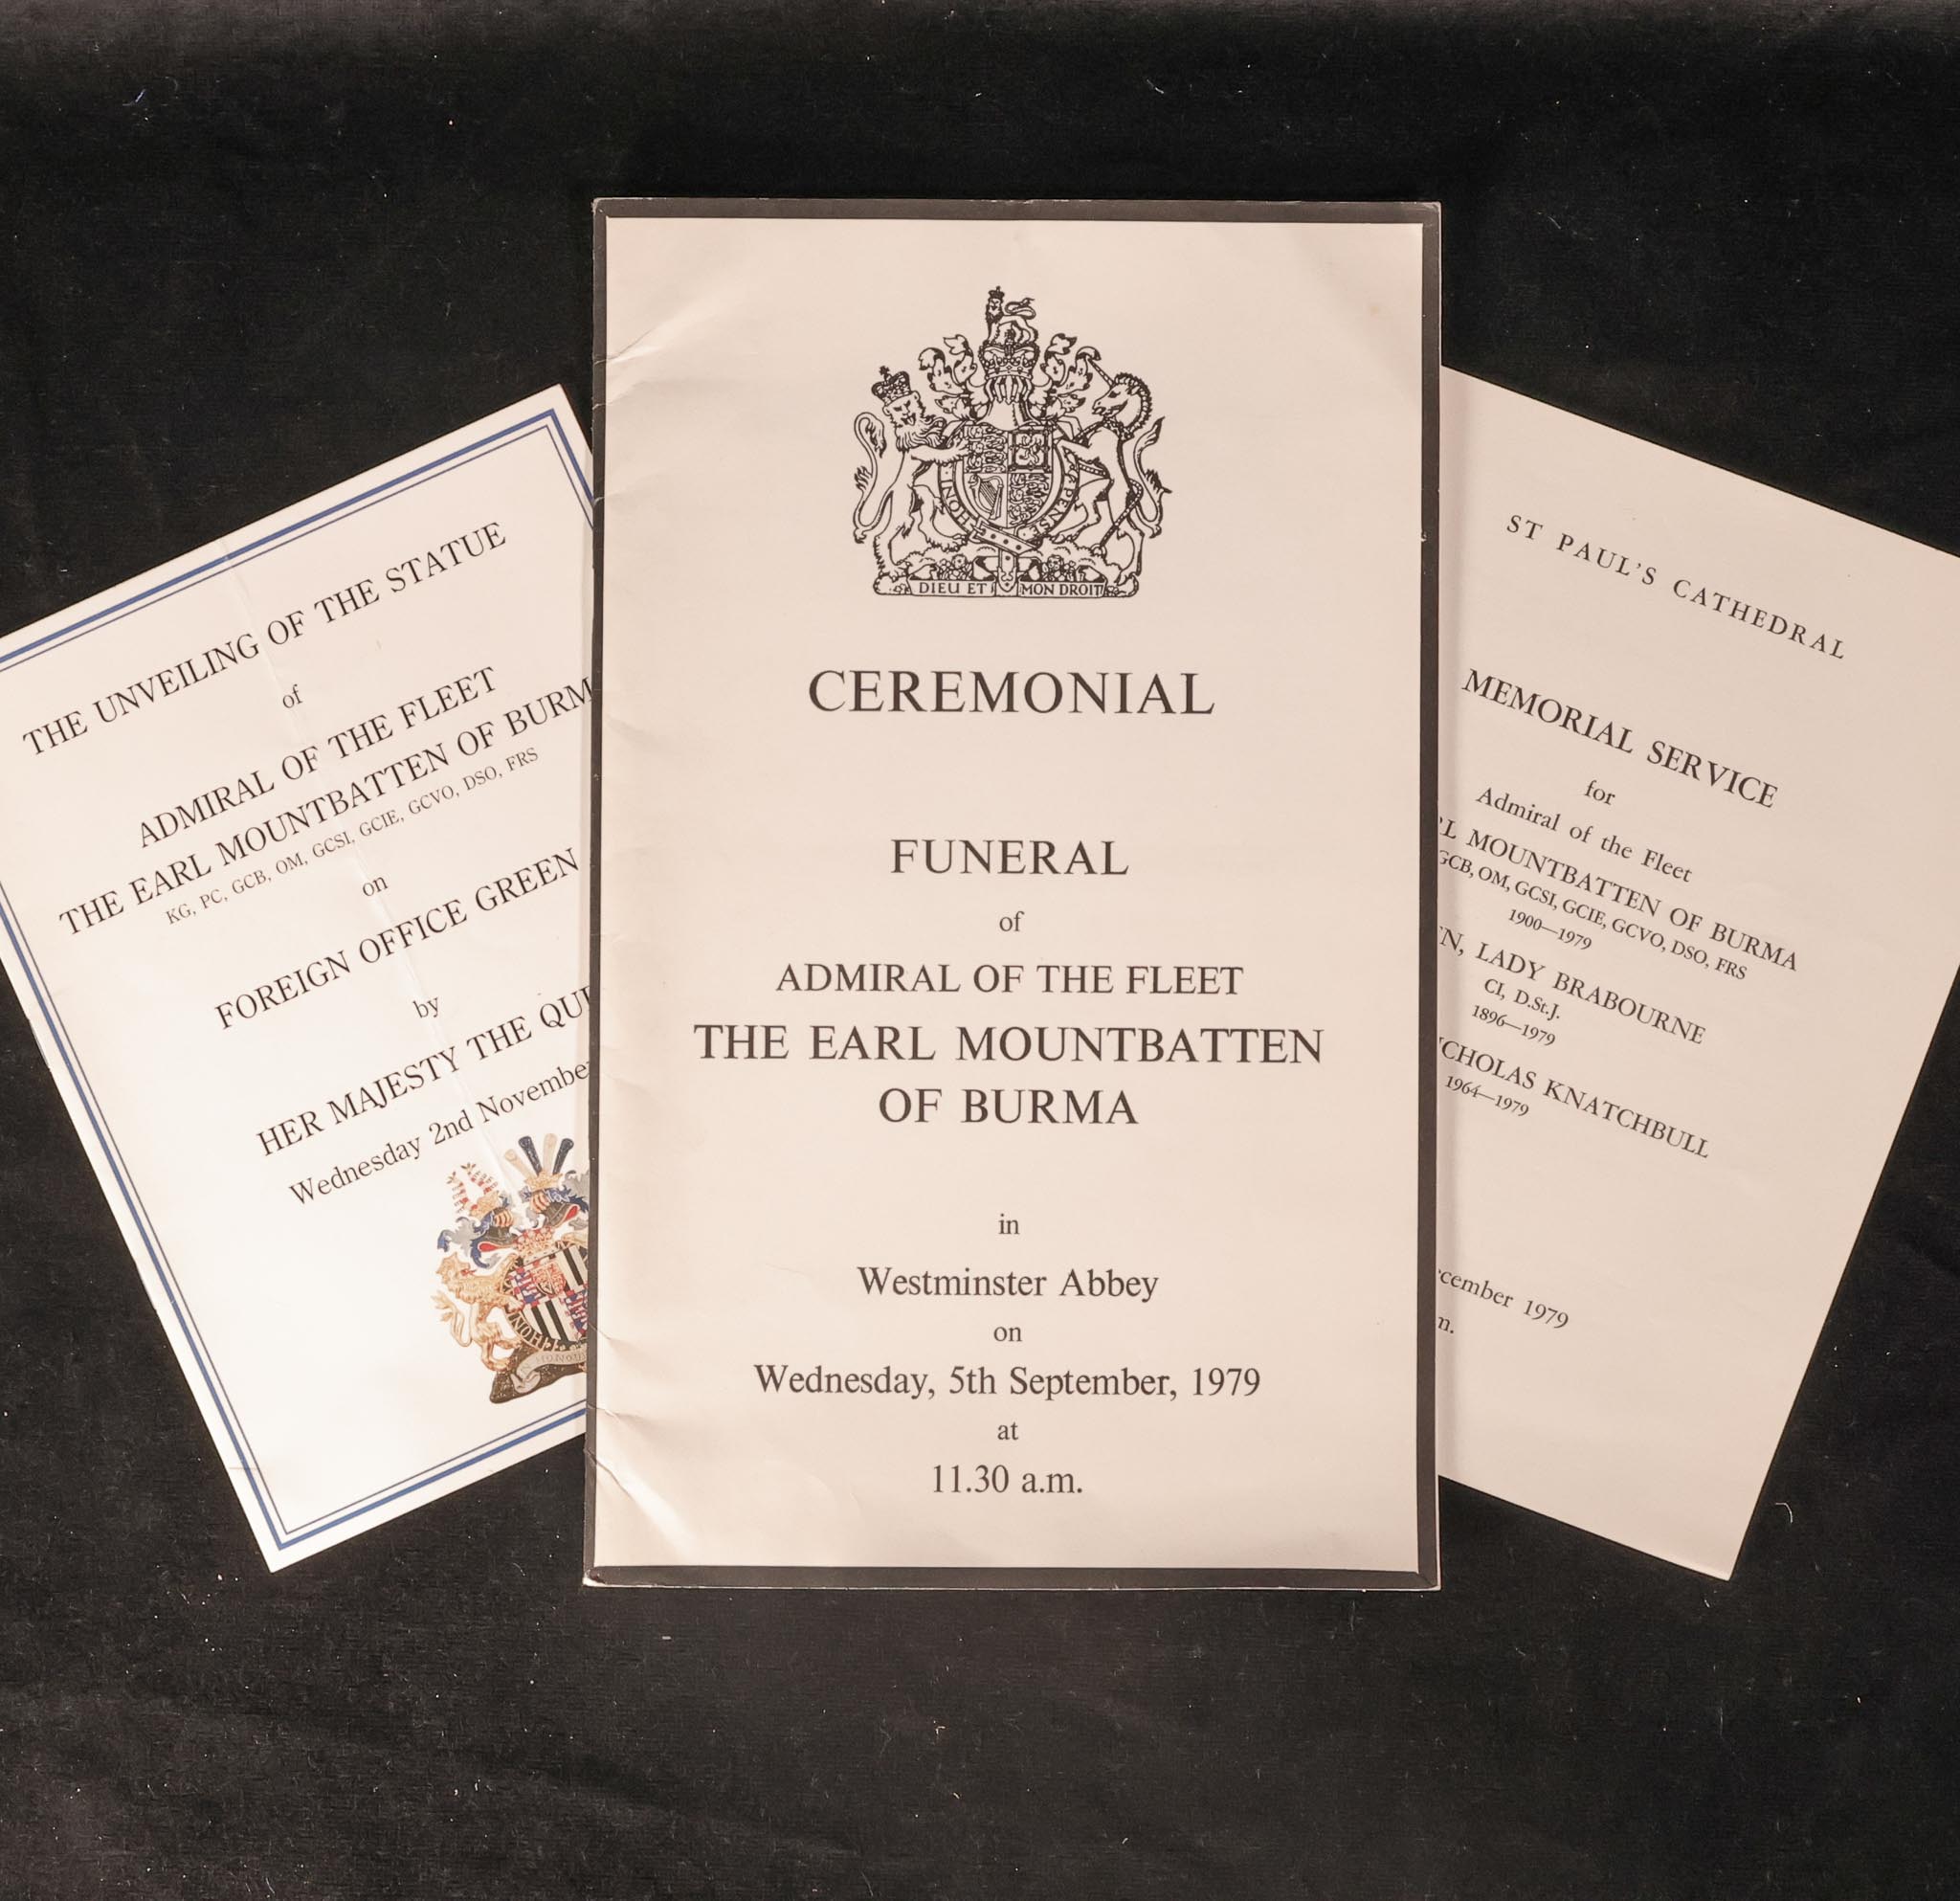 THE UNVEILING OF THE STATUE
of
ADMIRAL OF THE FLEET
THE EARL MOUNTBATTEN OF BURM
KG, PC, GCB, OM, GCSI, GCIE, GCVO, DSO, FRS
on
FOREIGN OFFICE GREEN
by
HER MAJESTY THE QU
Wednesday 2nd November
DIEU ET MON DROIT
CEREMONIAL
FUNERAL
of
ADMIRAL OF THE FLEET
THE EARL MOUNTBATTEN
OF BURMA
in
Westminster Abbey
on
Wednesday, 5th September, 1979
at
11.30 a.m.
ST PAUL'S CATHEDRAL
MEMORIAL SERVICE
for
Admiral of the Fleet
L MOUNTBATTEN OF BURMA
GCB, OM, GCSI, GCIE, GCVO, DSO, FRS
1900—1979
N, LADY BRABOURNE
CI, D.St.J.
1896—1979
CHOLAS KNATCHBULL
1964—1979
cember 1979
m.